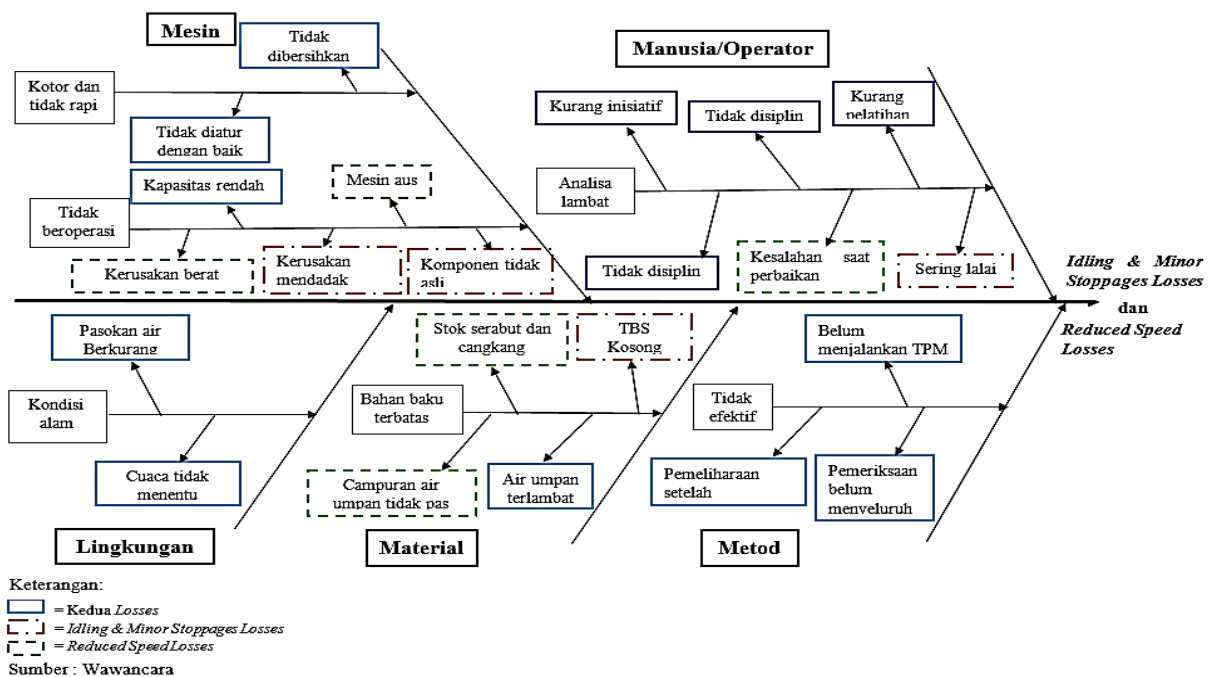 Mesin
Tidak
dibersihkan
Kotor dan
tidak rapi
Tidak diatur
dengan baik
Kapasitas rendah
Mesin aus
Tidak
beroperasi
Kerusakan berat
Kerusakan
mendadak
Komponen tidak
asli
Manusia/Operator
Kurang inisiatif
Tidak disiplin
Kurang
pelatihan
Analisa
lambat
Tidak disiplin
Kesalahan saat
perbaikan
Sering lalai
Idling & Minor
Stoppages Losses
dan
Reduced Speed
Losses
Pasokan air
Berkurang
Kondisi
alam
Cuaca tidak
menentu
Lingkungan
Stok serabut dan
cangkang
TBS
Kosong
Bahan baku
terbatas
Campuran air
umpan tidak pas
Air umpan
terlambat
Material
Belum
menjalankan TPM
Tidak
efektif
Pemeliharaan
setelah
Pemeriksaan
belum
menyeluruh
Metod
Keterangan:
= Kedua Losses
= Idling & Minor Stoppages Losses
= Reduced Speed Losses
Sumber : Wawancara